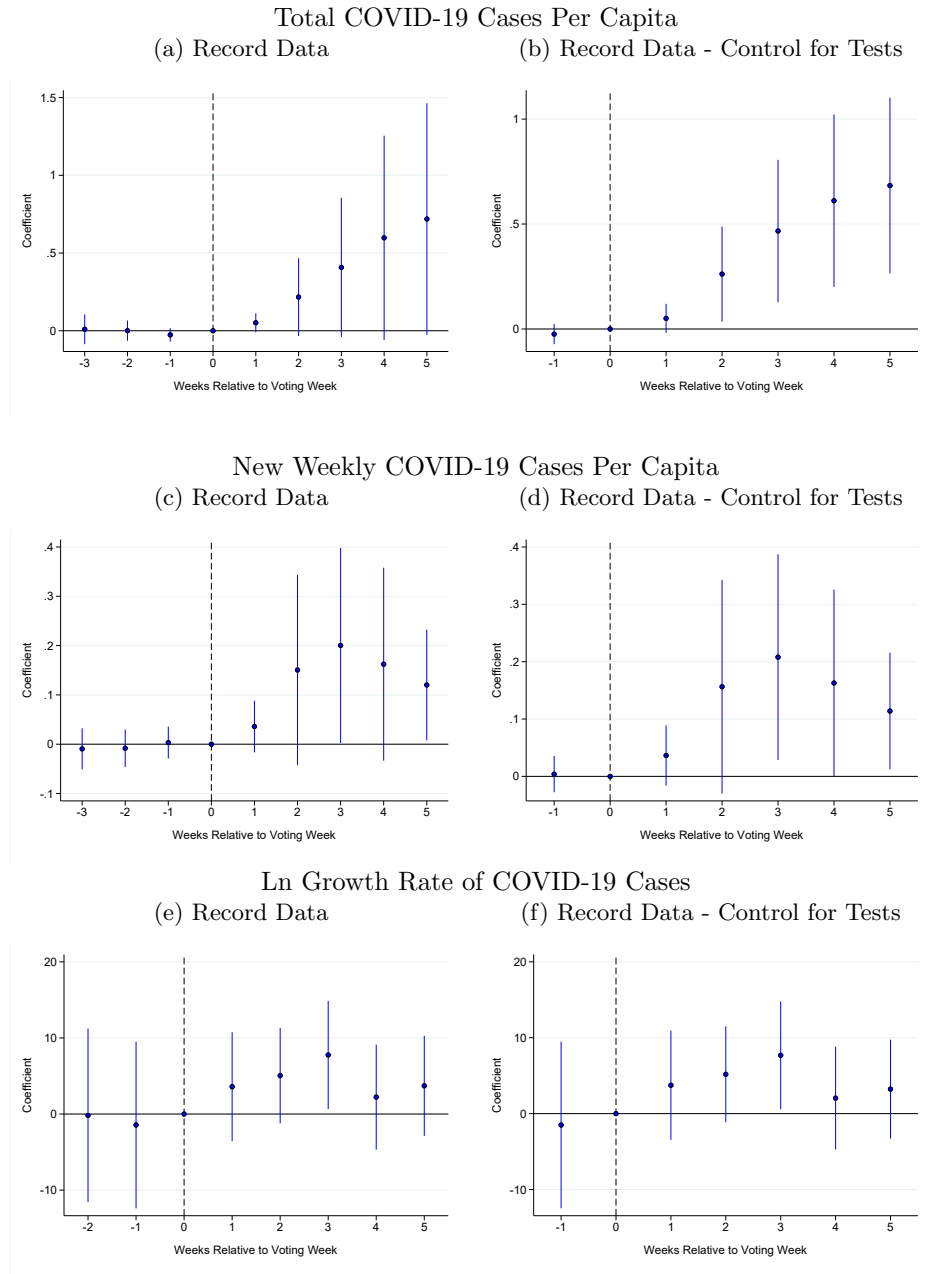 Total COVID-19 Cases Per Capita
(a) Record Data
(b) Record Data - Control for Tests
1.5
1
.5
0
Coefficient
-3 -2 -1 0 1 2 3 4 5
Weeks Relative to Voting Week
1
.5
0
Coefficient
-1 0 1 2 3 4 5
Weeks Relative to Voting Week
New Weekly COVID-19 Cases Per Capita
(c) Record Data
(d) Record Data - Control for Tests
.4
.3
.2
.1
0
-.1
Coefficient
-3 -2 -1 0 1 2 3 4 5
Weeks Relative to Voting Week
.4
.3
.2
.1
0
Coefficient
-1 0 1 2 3 4 5
Weeks Relative to Voting Week
Ln Growth Rate of COVID-19 Cases
(e) Record Data
(f) Record Data - Control for Tests
20
10
0
-10
Coefficient
-2 -1 0 1 2 3 4 5
Weeks Relative to Voting Week
20
10
0
-10
Coefficient
-1 0 1 2 3 4 5
Weeks Relative to Voting Week